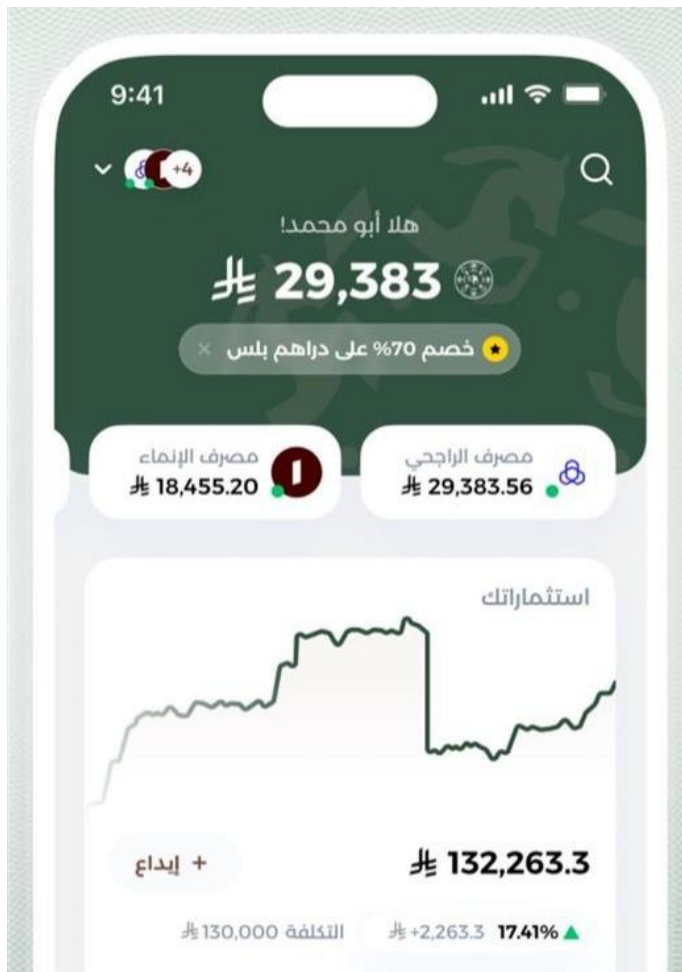 9:41
+4
هلا أبو محمد!
29,383 ⃁
خصم 70% على دراهم بلس ×
مصرف الراجحي
29,383.56 ⃁
مصرف الإنماء
18,455.20 ⃁
استثماراتك
132,263.3 ⃁
+ إيداع
▲ 17.41% +2,263.3 ⃁
التكلفة 130,000 ⃁